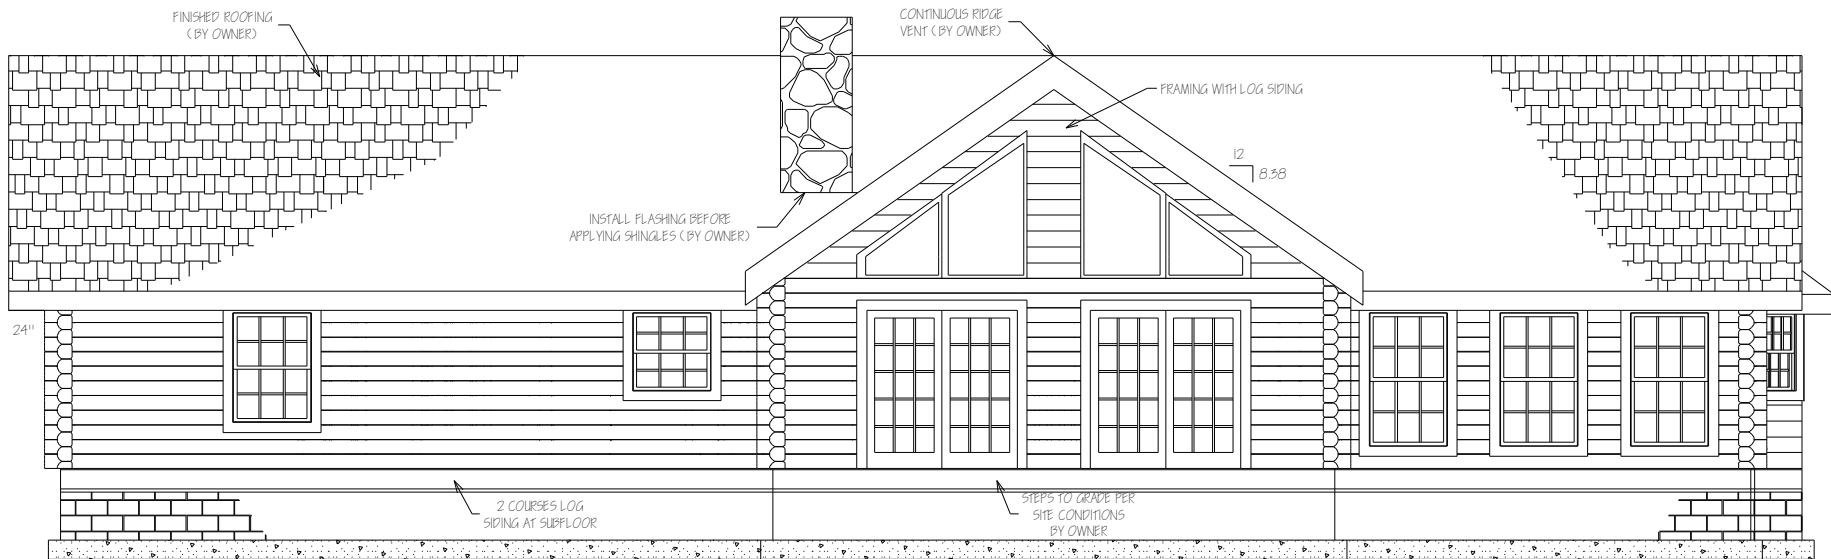 FINISHED ROOFING
( BY OWNER)
CONTINUOUS RIDGE
VENT ( BY OWNER)
FRAMING WITH LOG SIDING
12
8.38
INSTALL FLASHING BEFORE
APPLYING SHINGLES ( BY OWNER)
24"
2 COURSES LOG
SIDING AT SUBFLOOR
STEPS TO GRADE PER
SITE CONDITIONS
BY OWNER